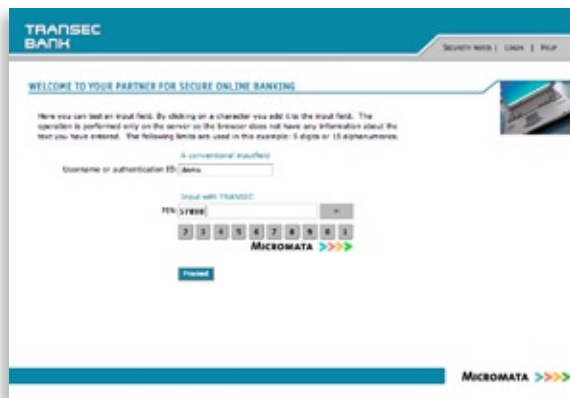 TRANSEC
BANK
SECURITY NOTES | LOGIN | HELP
WELCOME TO YOUR PARTNER FOR SECURE ONLINE BANKING
Here you can test an input field. By clicking on a character you add it to the input field. The
operation is performed only on the server so the browser does not have any information about the
text you have entered. The following limits are used in this example: 5 digits or 15 alphanumerics.
A conventional inputfield
Username or authentication ID: demo
Input with TRANSEC
PIN:
2 3 4 5 6 7 8 9 0 1
MICROMATA
Proceed
MICROMATA